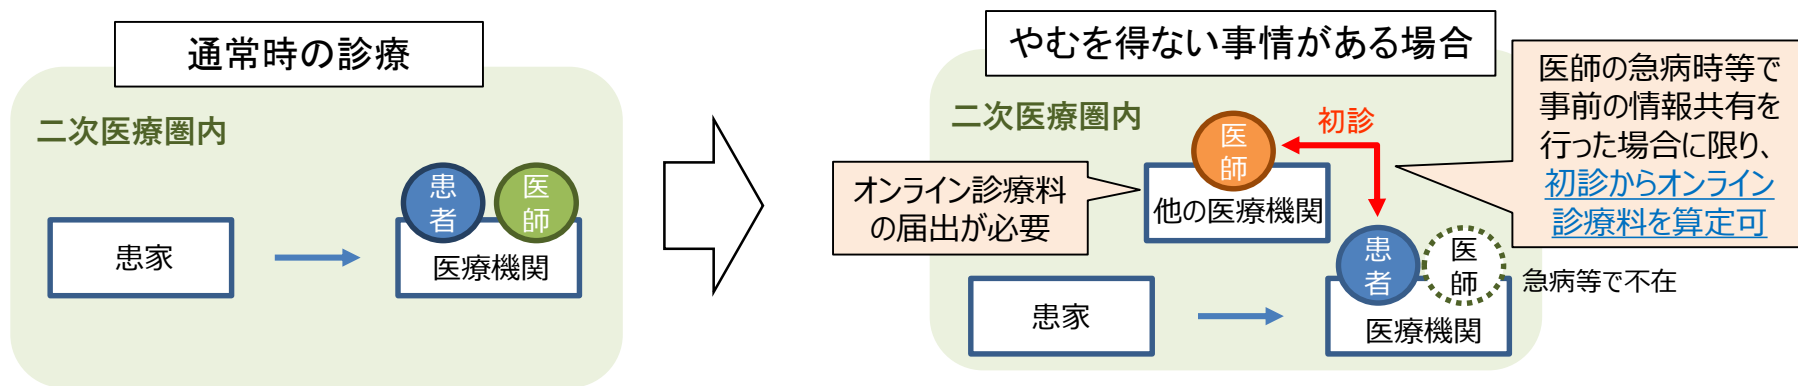 通常時の診療
二次医療圏内
患者
医師
患家
医療機関
やむを得ない事情がある場合
二次医療圏内
医師
初診
他の医療機関
オンライン診療料
の届出が必要
医師の急病時等で
事前の情報共有を
行った場合に限り、
初診からオンライン
診療料を算定可
患者
医師
急病等で不在
患家
医療機関